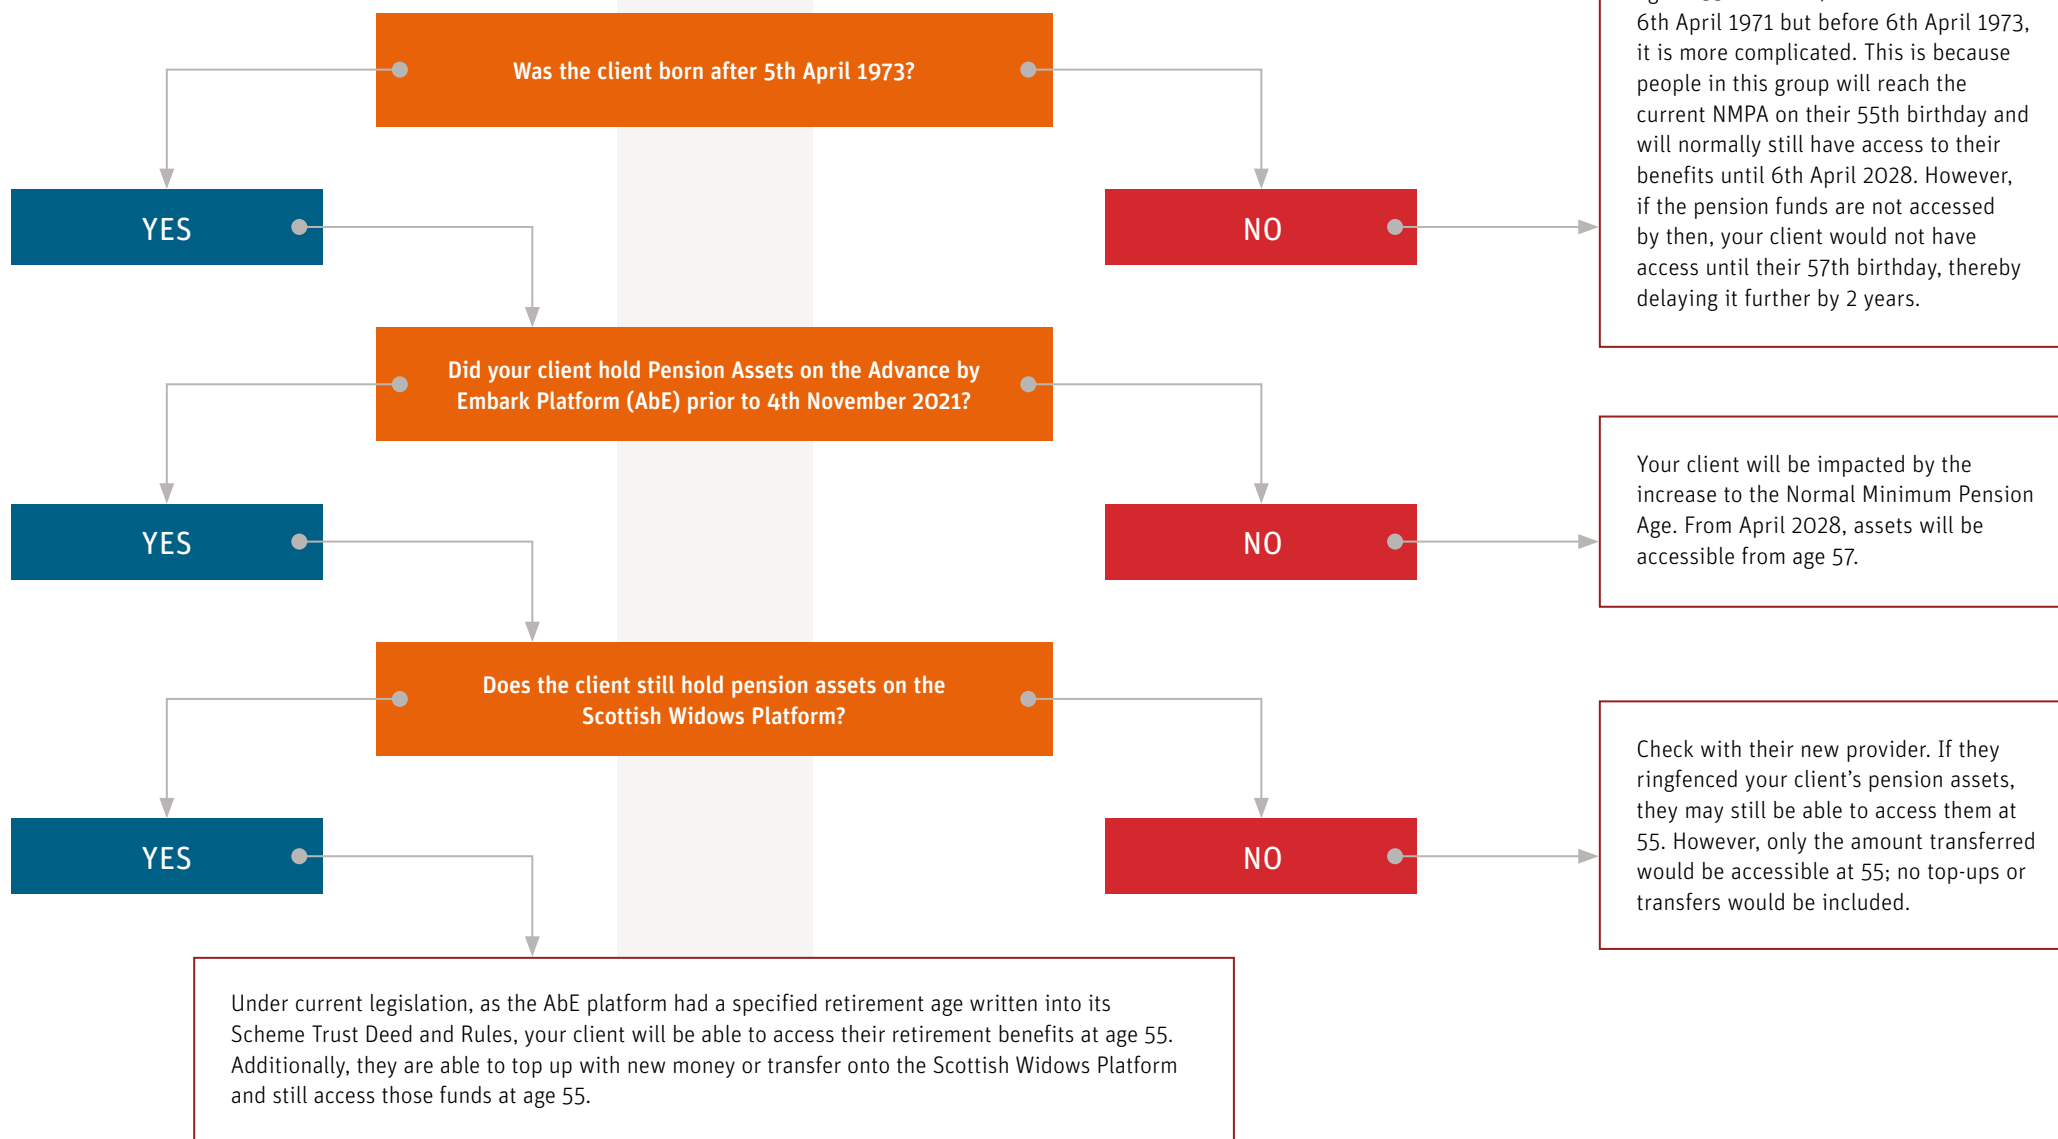 Was the client born after 5th April 1973?
6th April 1971 but before 6th April 1973,
it is more complicated. This is because
people in this group will reach the
current NMPA on their 55th birthday and
will normally still have access to their
benefits until 6th April 2028. However,
if the pension funds are not accessed
by then, your client would not have
access until their 57th birthday, thereby
delaying it further by 2 years.
YES
NO
Did your client hold Pension Assets on the Advance by
Embark Platform (AbE) prior to 4th November 2021?
YES
NO
Your client will be impacted by the
increase to the Normal Minimum Pension
Age. From April 2028, assets will be
accessible from age 57.
Does the client still hold pension assets on the
Scottish Widows Platform?
YES
NO
Check with their new provider. If they
ringfenced your client's pension assets,
they may still be able to access them at
55. However, only the amount transferred
would be accessible at 55; no top-ups or
transfers would be included.
Under current legislation, as the AbE platform had a specified retirement age written into its
Scheme Trust Deed and Rules, your client will be able to access their retirement benefits at age 55.
Additionally, they are able to top up with new money or transfer onto the Scottish Widows Platform
and still access those funds at age 55.